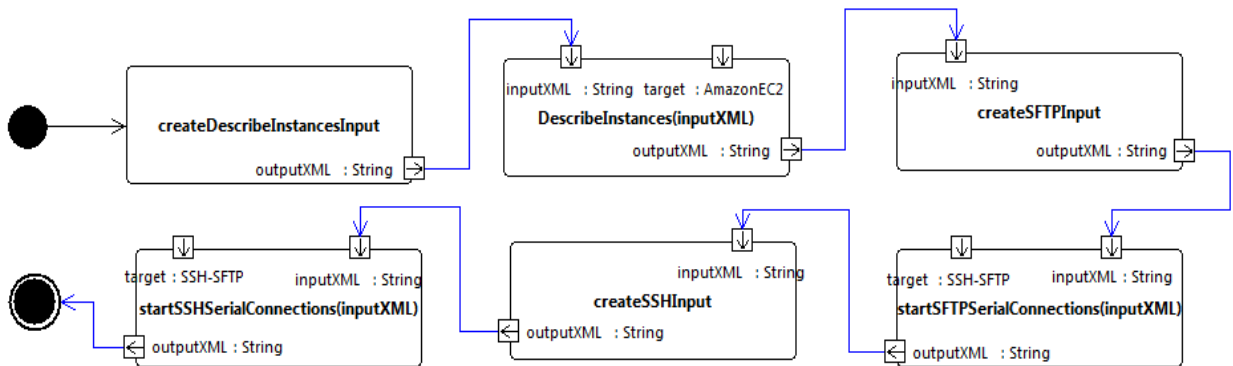 createDescribeInstancesInput
outputXML : String
inputXML : String target : AmazonEC2
DescribeInstances(inputXML)
outputXML : String
inputXML : String
createSFTPInput
outputXML : String
target : SSH-SFTP inputXML : String
startSSHSerialConnections(inputXML)
outputXML : String
inputXML : String
createSSHInput
outputXML : String
target : SSH-SFTP inputXML : String
startSFTPSerialConnections(inputXML)
outputXML : String